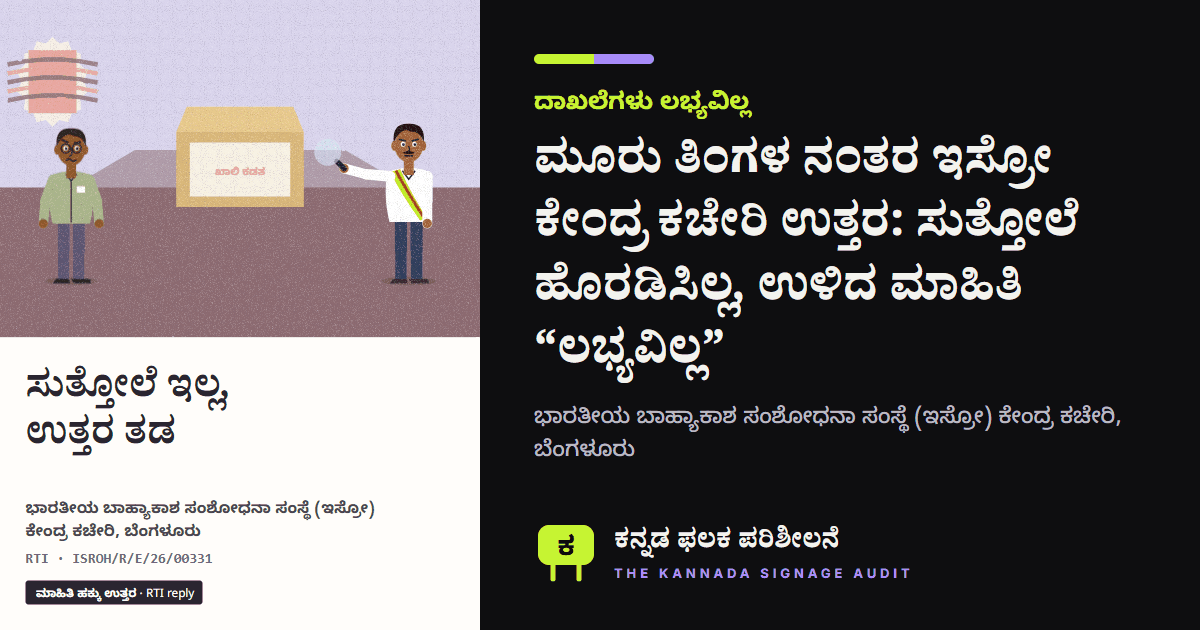 ಖಾಲಿ ಕಡತ
ಸುತ್ತೋಲೆ ಇಲ್ಲ,
ಉತ್ತರ ತಡ
ಭಾರತೀಯ ಬಾಹ್ಯಾಕಾಶ ಸಂಶೋಧನಾ ಸಂಸ್ಥೆ (ಇಸ್ರೋ)
ಕೇಂದ್ರ ಕಚೇರಿ, ಬೆಂಗಳೂರು
RTI · ISROH/R/E/26/00331
ಮಾಹಿತಿ ಹಕ್ಕು ಉತ್ತರ · RTI reply
ದಾಖಲೆಗಳು ಲಭ್ಯವಿಲ್ಲ
ಮೂರು ತಿಂಗಳ ನಂತರ ಇಸ್ರೋ
ಕೇಂದ್ರ ಕಚೇರಿ ಉತ್ತರ: ಸುತ್ತೋಲೆ
ಹೊರಡಿಸಿಲ್ಲ, ಉಳಿದ ಮಾಹಿತಿ
“ಲಭ್ಯವಿಲ್ಲ”
ಭಾರತೀಯ ಬಾಹ್ಯಾಕಾಶ ಸಂಶೋಧನಾ ಸಂಸ್ಥೆ (ಇಸ್ರೋ) ಕೇಂದ್ರ ಕಚೇರಿ,
ಬೆಂಗಳೂರು
ಕ
ಕನ್ನಡ ಫಲಕ ಪರಿಶೀಲನೆ
THE KANNADA SIGNAGE AUDIT